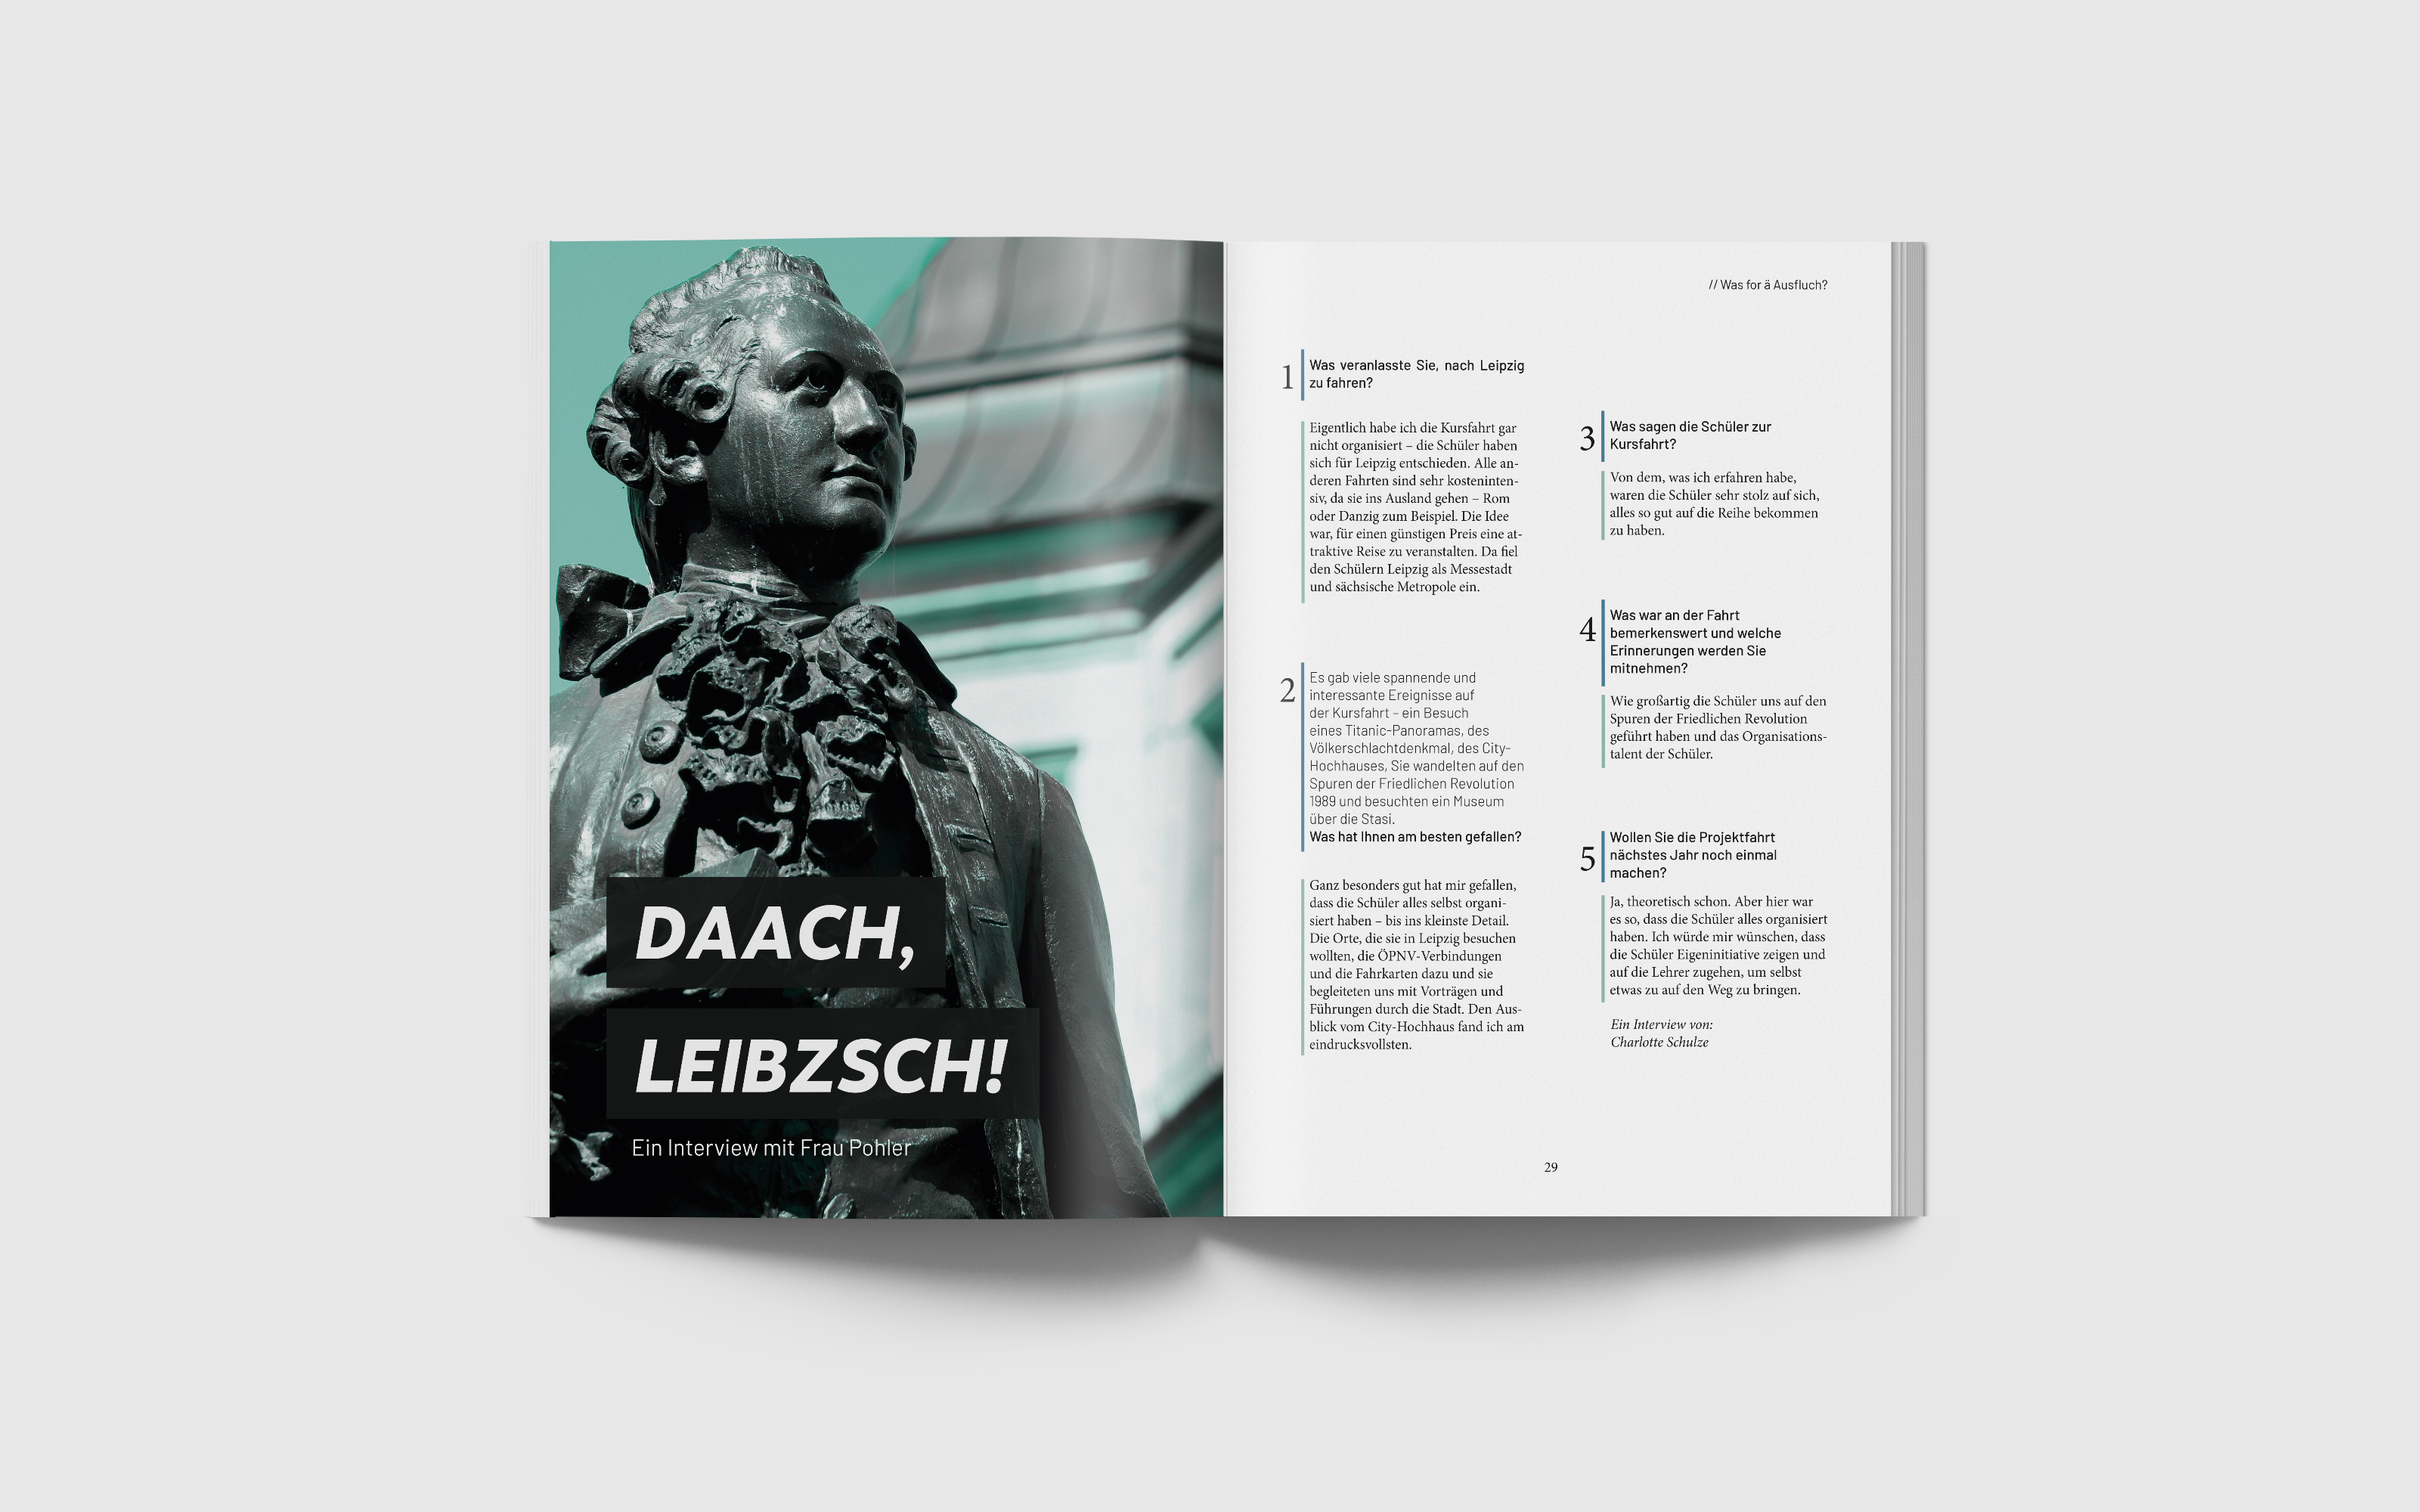 DAACH,
LEIBZSCH!
Ein Interview mit Frau Pohler
// Was for ä Ausfluch?
1
Was veranlasste Sie, nach Leipzig
zu fahren?
Eigentlich habe ich die Kursfahrt gar
nicht organisiert – die Schüler haben
sich für Leipzig entschieden. Alle an-
deren Fahrten sind sehr kosteninten-
siv, da sie ins Ausland gehen – Rom
oder Danzig zum Beispiel. Die Idee
war, für einen günstigen Preis eine at-
traktive Reise zu veranstalten. Da fiel
den Schülern Leipzig als Messestadt
und sächsische Metropole ein.
2
Es gab viele spannende und
interessante Ereignisse auf
der Kursfahrt – ein Besuch
eines Titanic-Panoramas, des
Völkerschlachtdenkmal, des City-
Hochhauses, Sie wandelten auf den
Spuren der Friedlichen Revolution
1989 und besuchten ein Museum
über die Stasi.
Was hat Ihnen am besten gefallen?
Ganz besonders gut hat mir gefallen,
dass die Schüler alles selbst organi-
siert haben – bis ins kleinste Detail.
Die Orte, die sie in Leipzig besuchen
wollten, die ÖPNV-Verbindungen
und die Fahrkarten dazu und sie
begleiteten uns mit Vorträgen und
Führungen durch die Stadt. Den Aus-
blick vom City-Hochhaus fand ich am
eindrucksvollsten.
3
Was sagen die Schüler zur
Kursfahrt?
Von dem, was ich erfahren habe,
waren die Schüler sehr stolz auf sich,
alles so gut auf die Reihe bekommen
zu haben.
4
Was war an der Fahrt
bemerkenswert und welche
Erinnerungen werden Sie
mitnehmen?
Wie großartig die Schüler uns auf den
Spuren der Friedlichen Revolution
geführt haben und das Organisations-
talent der Schüler.
5
Wollen Sie die Projektfahrt
nächstes Jahr noch einmal
machen?
Ja, theoretisch schon. Aber hier war
es so, dass die Schüler alles organisiert
haben. Ich würde mir wünschen, dass
die Schüler Eigeninitiative zeigen und
auf die Lehrer zugehen, um selbst
etwas zu auf den Weg zu bringen.
Ein Interview von:
Charlotte Schulze
29